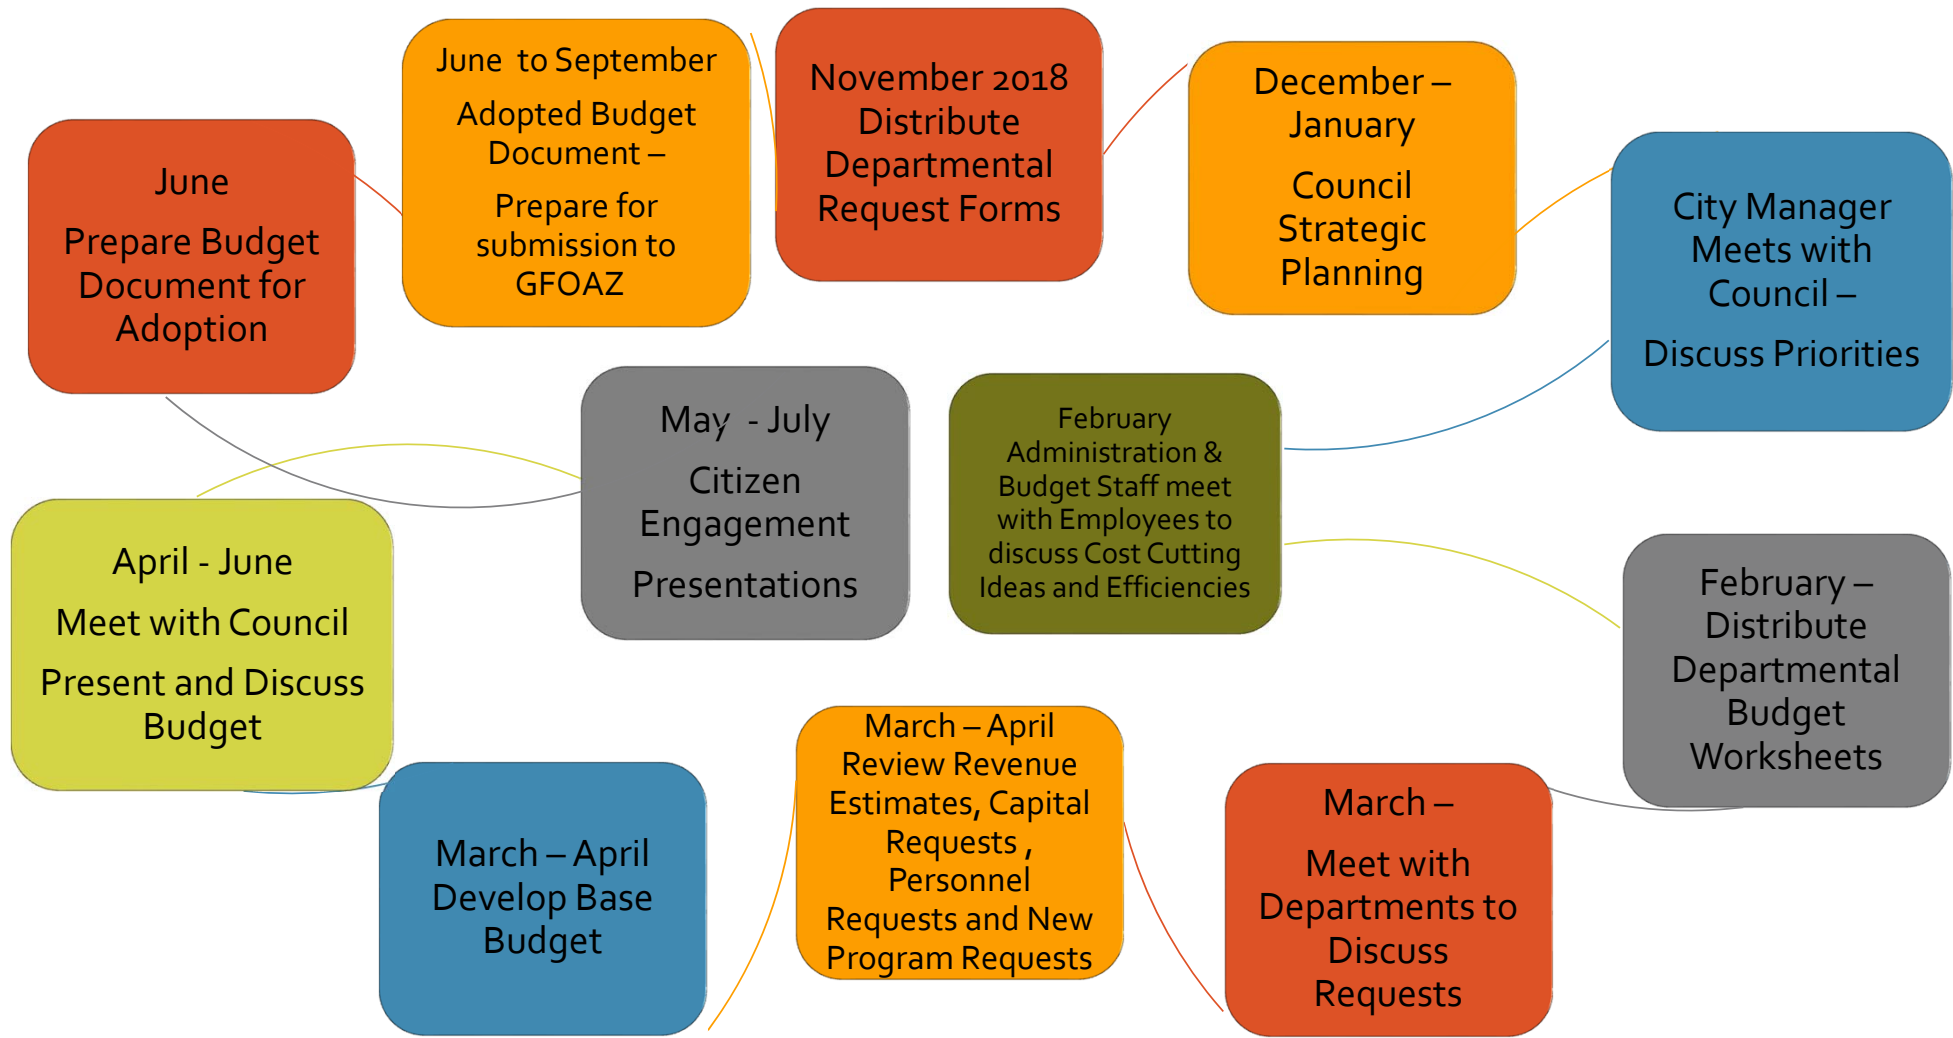 June
Prepare Budget
Document for
Adoption
June to September
Adopted Budget
Document –
Prepare for
submission to
GFOAZ
November 2018
Distribute
Departmental
Request Forms
December –
January
Council
Strategic
Planning
City Manager
Meets with
Council –
Discuss Priorities
May - July
Citizen
Engagement
Presentations
February
Administration &
Budget Staff meet
with Employees to
discuss Cost Cutting
Ideas and Efficiencies
April - June
Meet with Council
Present and Discuss
Budget
February –
Distribute
Departmental
Budget
Worksheets
March – April
Develop Base
Budget
March – April
Review Revenue
Estimates, Capital
Requests ,
Personnel
Requests and New
Program Requests
March –
Meet with
Departments to
Discuss
Requests